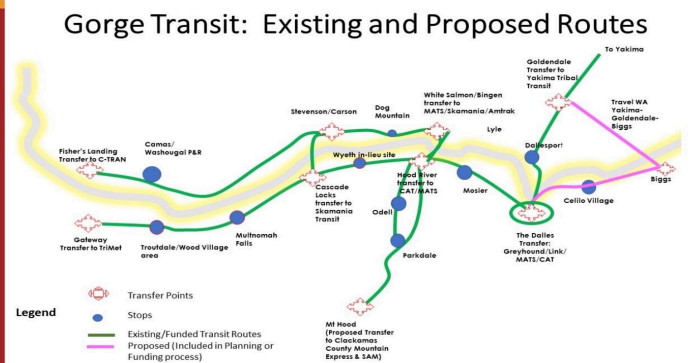 Gorge Transit: Existing and Proposed Routes
To Yakima
Goldendale
Transfer to
Yakima Tribal
Transit
Travel WA
Yakima-
Goldendale-
Biggs
White Salmon/Bingen
transfer to
MATS/Skamania/Amtrak
Dog
Mountain
Stevenson/Carson
Lyle
Camas/
Washougal P&R
Fisher's Landing
Transfer to C-TRAN
Wyeth in-lieu site
Dallesport
Hood River
transfer to
CAT/MATS
Mosier
Biggs
Celilo Village
Cascade
Locks
transfer to
Skamania
Transit
Odell
Gateway
Transfer to TriMet
Troutdale/Wood Village
area
Multnomah
Falls
The Dalles
Transfer:
Greyhound/Link/
MATS/CAT
Parkdale
Legend
Transfer Points
Stops
Existing/Funded Transit Routes
Proposed (Included in Planning or
Funding process)
Mt Hood
(Proposed Transfer
to Clackamas
County Mountain
Express & SAM)